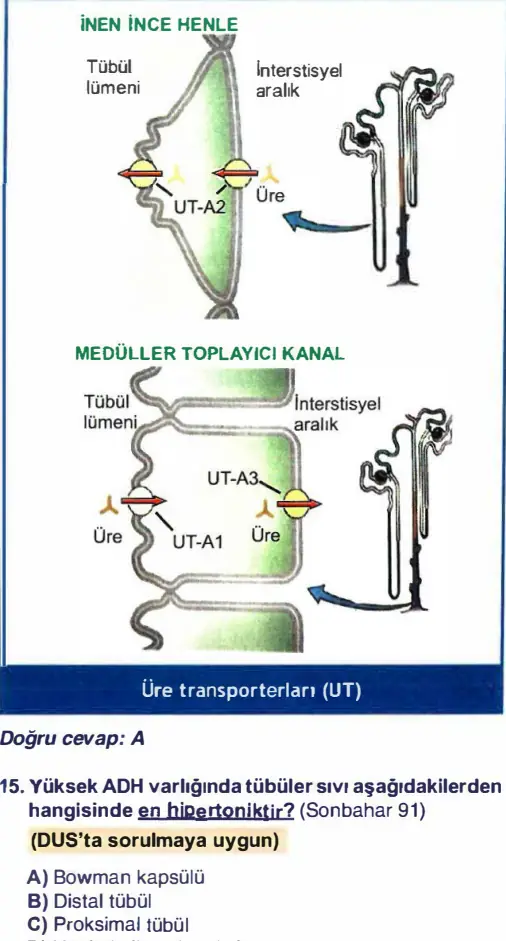 İNEN İNCE HENLE
Tübül
lümeni
İnterstisyel
aralık
UT-A2
Üre
MEDÜLLER TOPLAYICI KANAL
Tübül
lümeni
İnterstisyel
aralık
UT-A3
Üre
UT-A1
Üre
Üre transporterları (UT)
Doğru cevap: A
15. Yüksek ADH varlığında tübüler sıvı aşağıdakilerden
hangisinde en hipertoniktir? (Sonbahar 91)
(DUS'ta sorulmaya uygun)
A) Bowman kapsülü
B) Distal tübül
C) Proksimal tübül